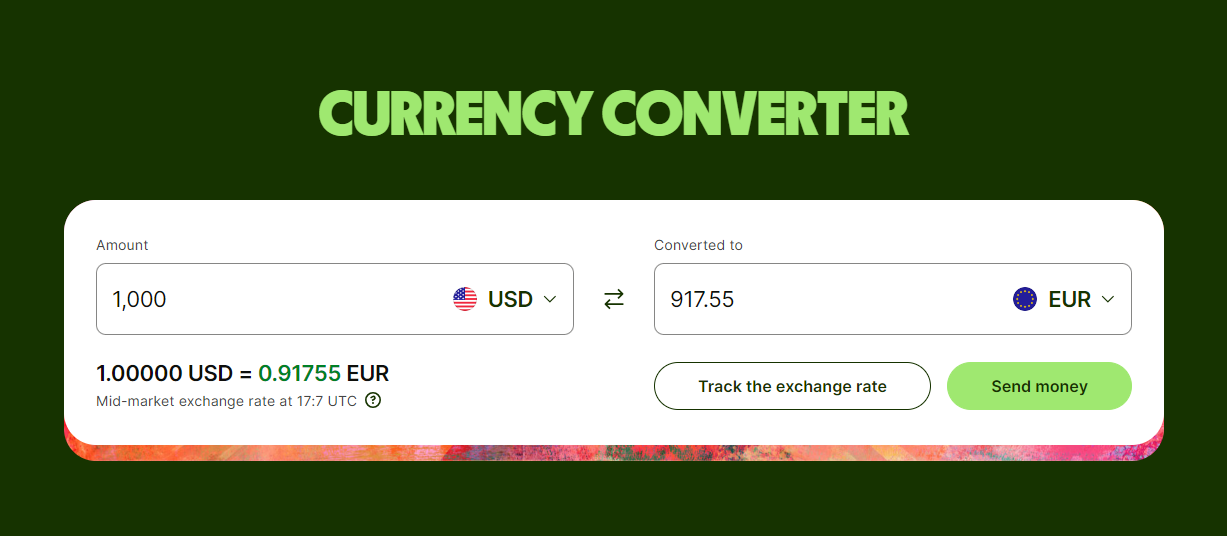 CURRENCY CONVERTER
Amount
1,000 USD
Converted to
917.55 EUR
1.00000 USD = 0.91755 EUR
Mid-market exchange rate at 17:7 UTC ?
Track the exchange rate
Send money